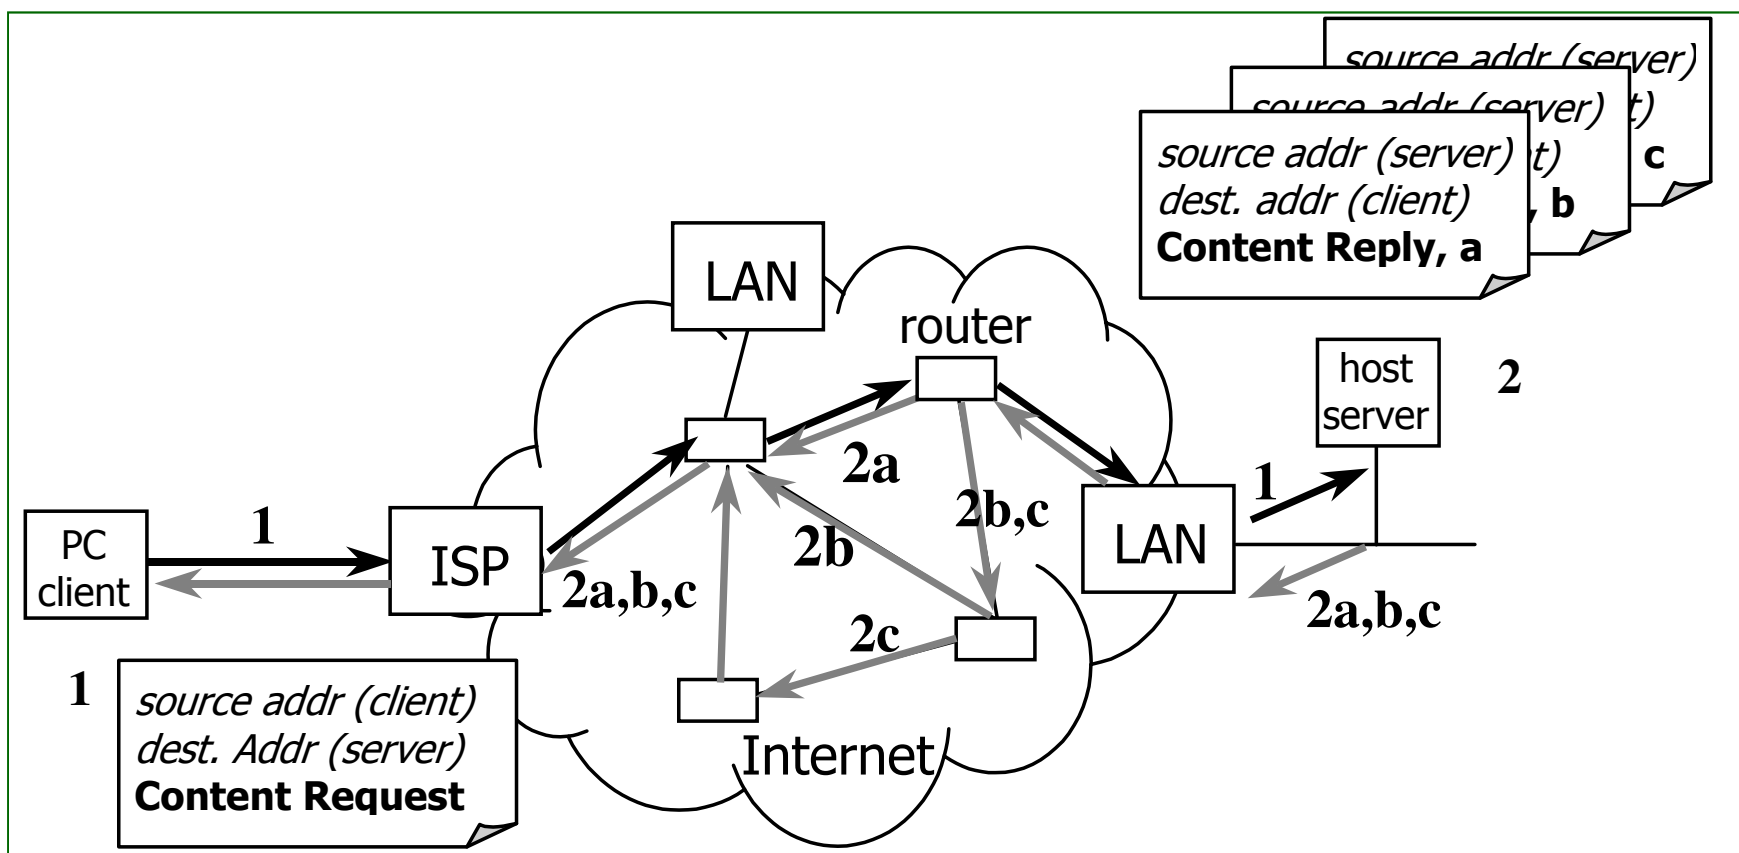 source addr (server)
t)
c
source addr (server)
t)
, b
source addr (server)
dest. addr (client)
Content Reply, a
LAN
router
host
server
2
2a
1
2b,c
LAN
PC
client
1
ISP
2b
2a,b,c
2c
2a,b,c
1
source addr (client)
dest. Addr (server)
Content Request
Internet